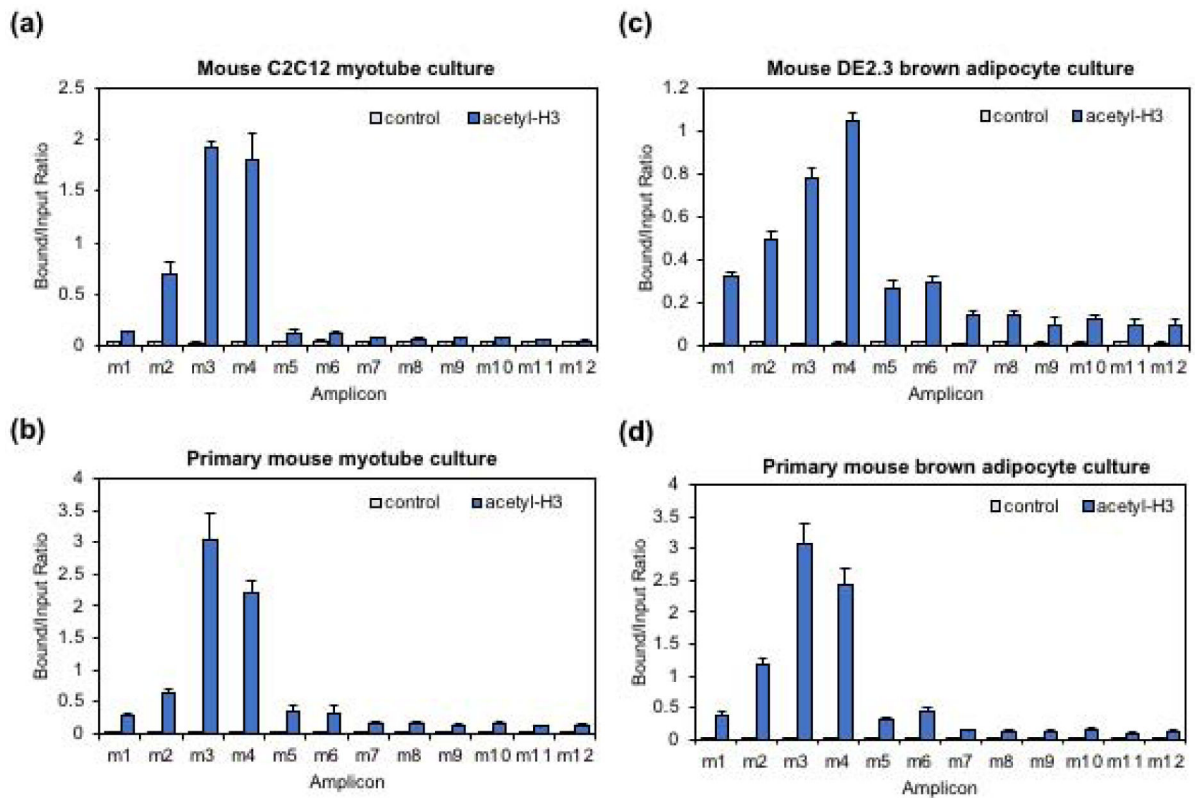 (a)
Mouse C2C12 myotube culture
2.5
2
1.5
1
0.5
0
Bound/Input Ratio
control
acetyl-H3
m1 m2 m3 m4 m5 m6 m7 m8 m9 m10 m11 m12
Amplicon
(b)
Primary mouse myotube culture
4
3.5
3
2.5
2
1.5
1
0.5
0
Bound/Input Ratio
control
acetyl-H3
m1 m2 m3 m4 m5 m6 m7 m8 m9 m10 m11 m12
Amplicon
(c)
Mouse DE2.3 brown adipocyte culture
1.2
1
0.8
0.6
0.4
0.2
0
Bound/Input Ratio
control
acetyl-H3
m1 m2 m3 m4 m5 m6 m7 m8 m9 m10 m11 m12
Amplicon
(d)
Primary mouse brown adipocyte culture
4
3.5
3
2.5
2
1.5
1
0.5
0
Bound/Input Ratio
control
acetyl-H3
m1 m2 m3 m4 m5 m6 m7 m8 m9 m10 m11 m12
Amplicon